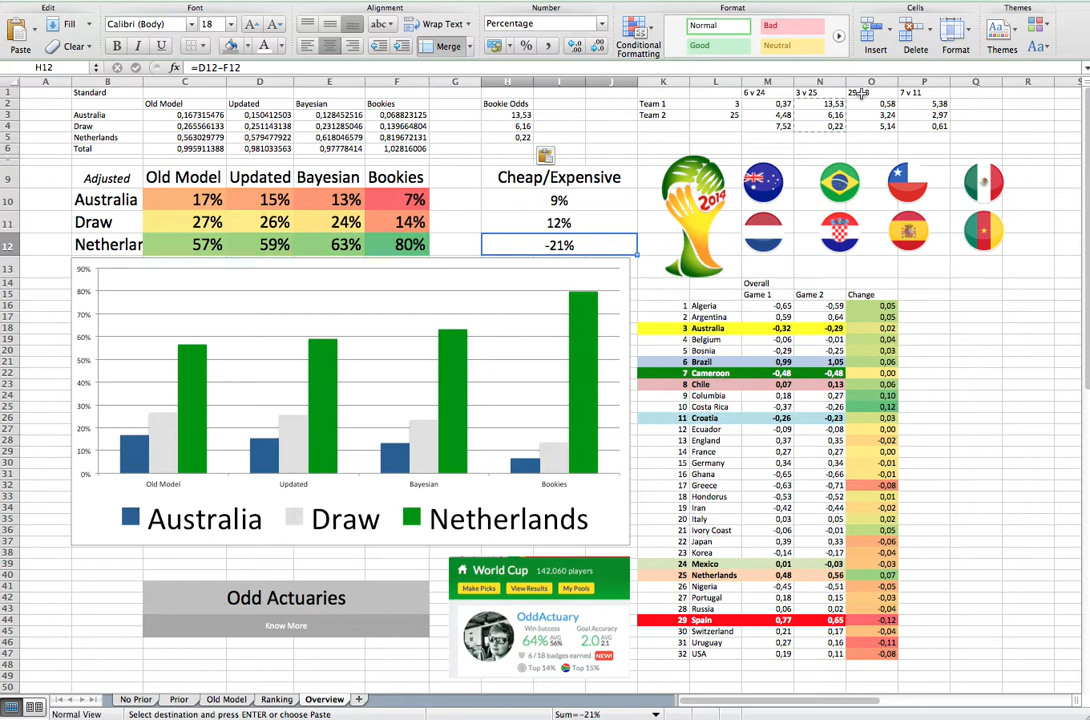 Fill
Calibri (Body)
18
abc
Wrap Text
Percentage
Normal
Bad
Good
Neutral
Paste
Clear
B I U
Merge
Conditional
Formatting
Insert
Delete
Format
Themes
Font
Alignment
Number
Format
Cells
Themes
H12
fx =D12-F12
A B C D E F G H I J K L M N O P Q R S
Standard
6 v 24
3 v 25
7 v 11
Old Model Updated Bayesian Bookies
Bookie Odds
Team 1 3 0,37 13,53 0,58 5,38
Australia 0,167315476 0,150412503 0,128452516 0,068823125
13,53
Team 2 25 4,48 6,16 3,24 2,97
Draw 0,265566133 0,251143138 0,231285046 0,139664804
6,16
7,52 0,22 5,14 0,61
Netherlands 0,563029779 0,579477922 0,618046579 0,819672131
0,22
Total 0,995911388 0,981033563 0,97778414 1,02816006
Adjusted Old Model Updated Bayesian Bookies
Cheap/Expensive
Australia 17% 15% 13% 7%
9%
Draw 27% 26% 24% 14%
12%
Netherlar 57% 59% 63% 80%
-21%
2014
90%
80%
70%
60%
50%
40%
30%
20%
10%
0%
Old Model Updated Bayesian Bookies
Australia Draw Netherlands
Overall
Game 1 Game 2 Change
1 Algeria -0,65 -0,59 0,05
2 Argentina 0,59 0,64 0,05
3 Australia -0,32 -0,29 0,02
4 Belgium -0,06 -0,01 0,04
5 Bosnia -0,29 -0,25 0,03
6 Brazil 0,99 1,05 0,06
7 Cameroon -0,48 -0,48 0,00
8 Chile 0,07 0,13 0,06
9 Columbia 0,18 0,27 0,10
10 Costa Rica -0,37 -0,26 0,12
11 Croatia -0,26 -0,23 0,03
12 Ecuador -0,09 -0,08 0,00
13 England 0,37 0,35 -0,02
14 France 0,27 0,27 0,00
15 Germany 0,34 0,34 -0,01
16 Ghana -0,65 -0,66 -0,02
17 Greece -0,63 -0,71 -0,08
18 Hondorus -0,53 -0,52 0,01
19 Iran -0,42 -0,44 -0,02
20 Italy 0,03 0,05 0,02
21 Ivory Coast -0,06 -0,01 0,05
22 Japan 0,39 0,33 -0,06
23 Korea -0,14 -0,17 -0,04
24 Mexico 0,01 -0,03 -0,04
25 Netherlands 0,48 0,56 0,07
26 Nigeria -0,45 -0,51 -0,05
27 Portugal 0,18 0,15 -0,03
28 Russia 0,06 0,02 -0,04
29 Spain 0,77 0,65 -0,12
30 Switzerland 0,21 0,17 -0,04
31 Uruguay 0,27 0,16 -0,11
32 USA 0,19 0,11 -0,08
Odd Actuaries
Know More
World Cup 142.060 players
Make Picks
View Results
My Pools
OddActuary
Win Success
64% AVG 56%
Goal Accuracy
2.0 AVG 2.1
6/18 badges earned NEW!
Top 14%
Top 15%
No Prior
Prior
Old Model
Ranking
Overview
+
Normal View
Select destination and press ENTER or choose Paste
Sum=-21%